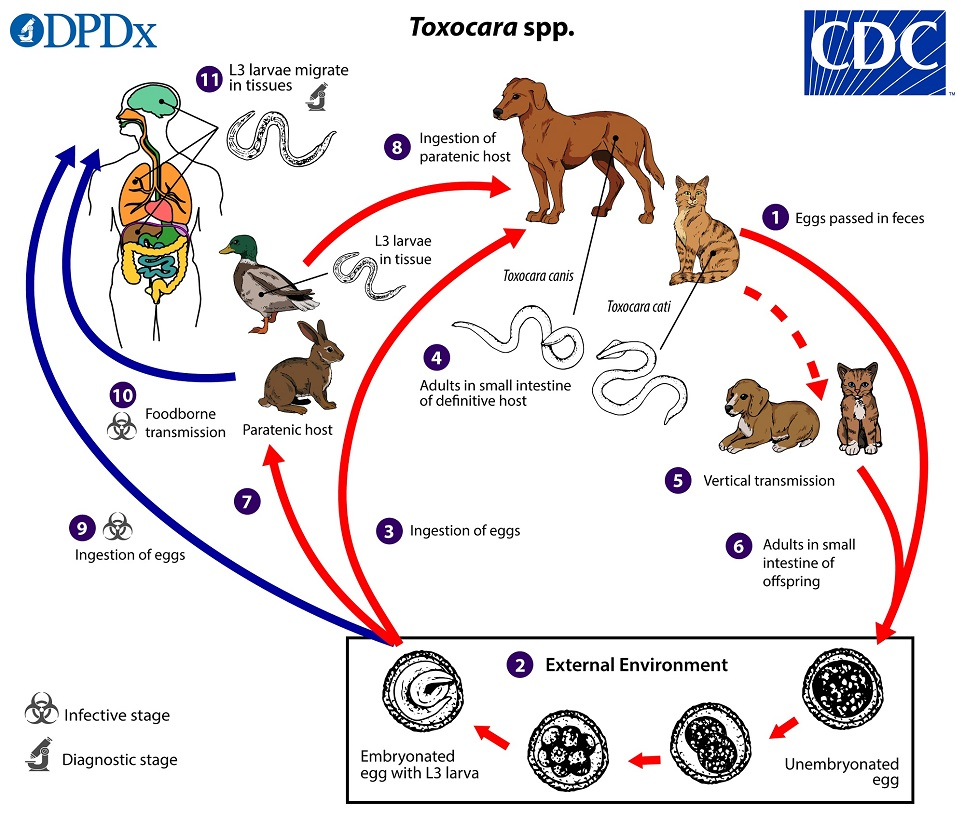 DPDx
Toxocara spp.
CDC
TM
11
L3 larvae migrate
in tissues
8
Ingestion of
paratenic host
1
Eggs passed in feces
L3 larvae
in tissue
Toxocara canis
Toxocara cati
4
Adults in small intestine
of definitive host
10
Foodborne
transmission
Paratenic host
5
Vertical transmission
7
9
Ingestion of eggs
3
Ingestion of eggs
6
Adults in small
intestine of
offspring
2
External Environment
Embryonated
egg with L3 larva
Unembryonated
egg
Infective stage
Diagnostic stage